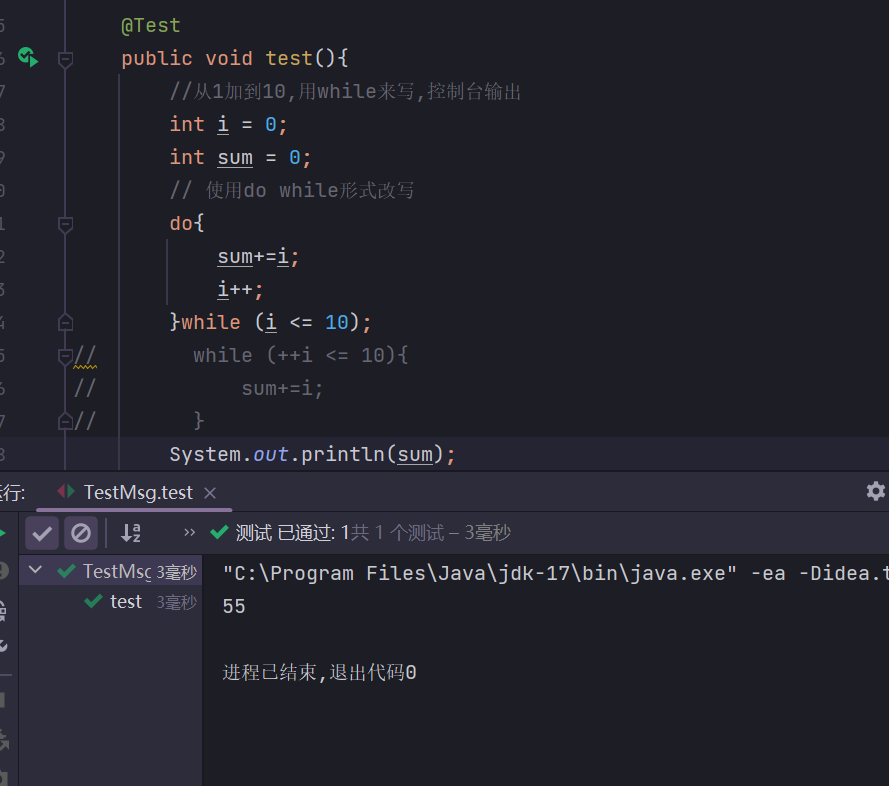 @Test
public void test(){
//从1加到10,用while来写,控制台输出
int i = 0;
int sum = 0;
// 使用do while形式改写
do{
sum+=i;
i++;
}while (i <= 10);
// while (++i <= 10){
// sum+=i;
// }
System.out.println(sum);
行: TestMsg.test
测试 已通过: 1共 1 个测试 – 3毫秒
TestMsg 3毫秒
test 3毫秒
"C:\Program Files\Java\jdk-17\bin\java.exe" -ea -Didea.t
55
进程已结束,退出代码0